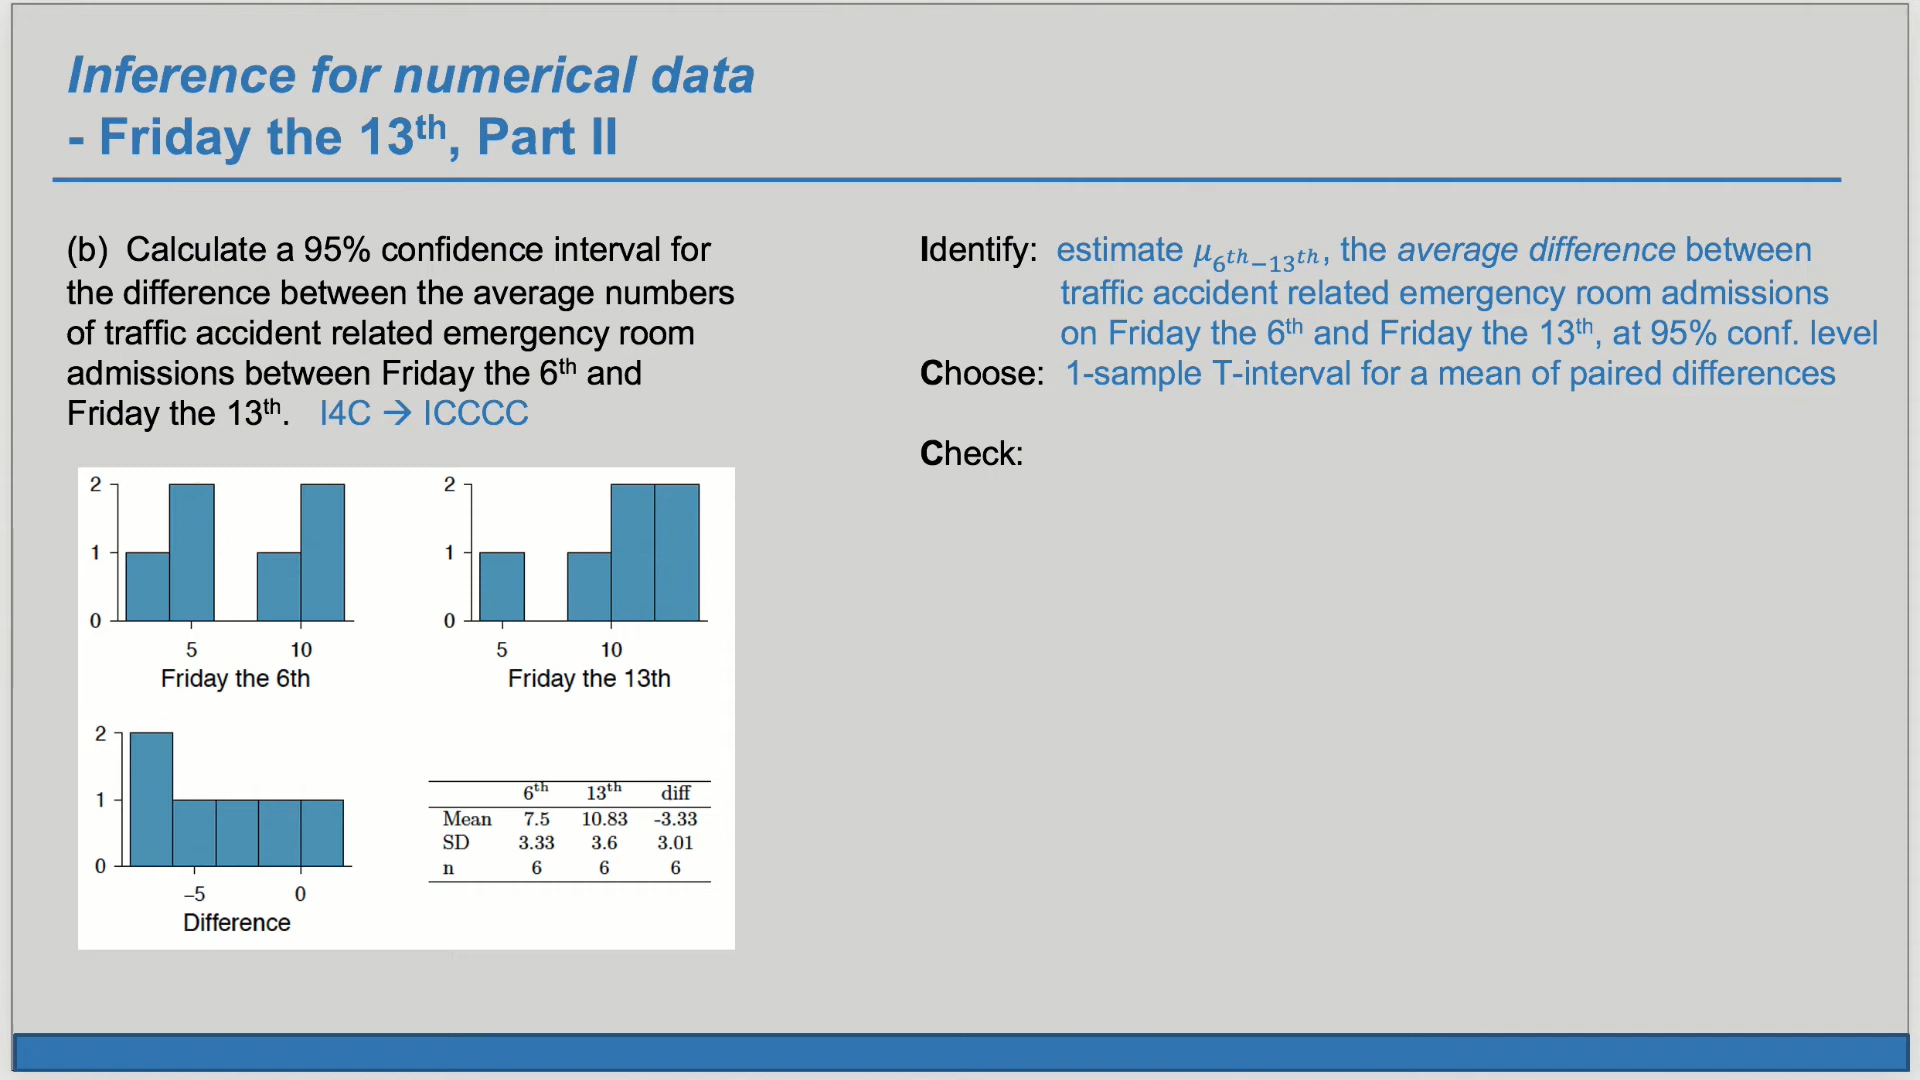 Inference for numerical data
- Friday the 13th, Part II
(b) Calculate a 95% confidence interval for
the difference between the average numbers
of traffic accident related emergency room
admissions between Friday the 6th and
Friday the 13th. I4C → ICCCC
Identify: estimate μ6th−13th, the average difference between
traffic accident related emergency room admissions
on Friday the 6th and Friday the 13th, at 95% conf. level
Choose: 1-sample T-interval for a mean of paired differences
Check:
2
1
0
5 10
Friday the 6th
2
1
0
5 10
Friday the 13th
2
1
0
−5 0
Difference
6th 13th diff
Mean 7.5 10.83 -3.33
SD 3.33 3.6 3.01
n 6 6 6